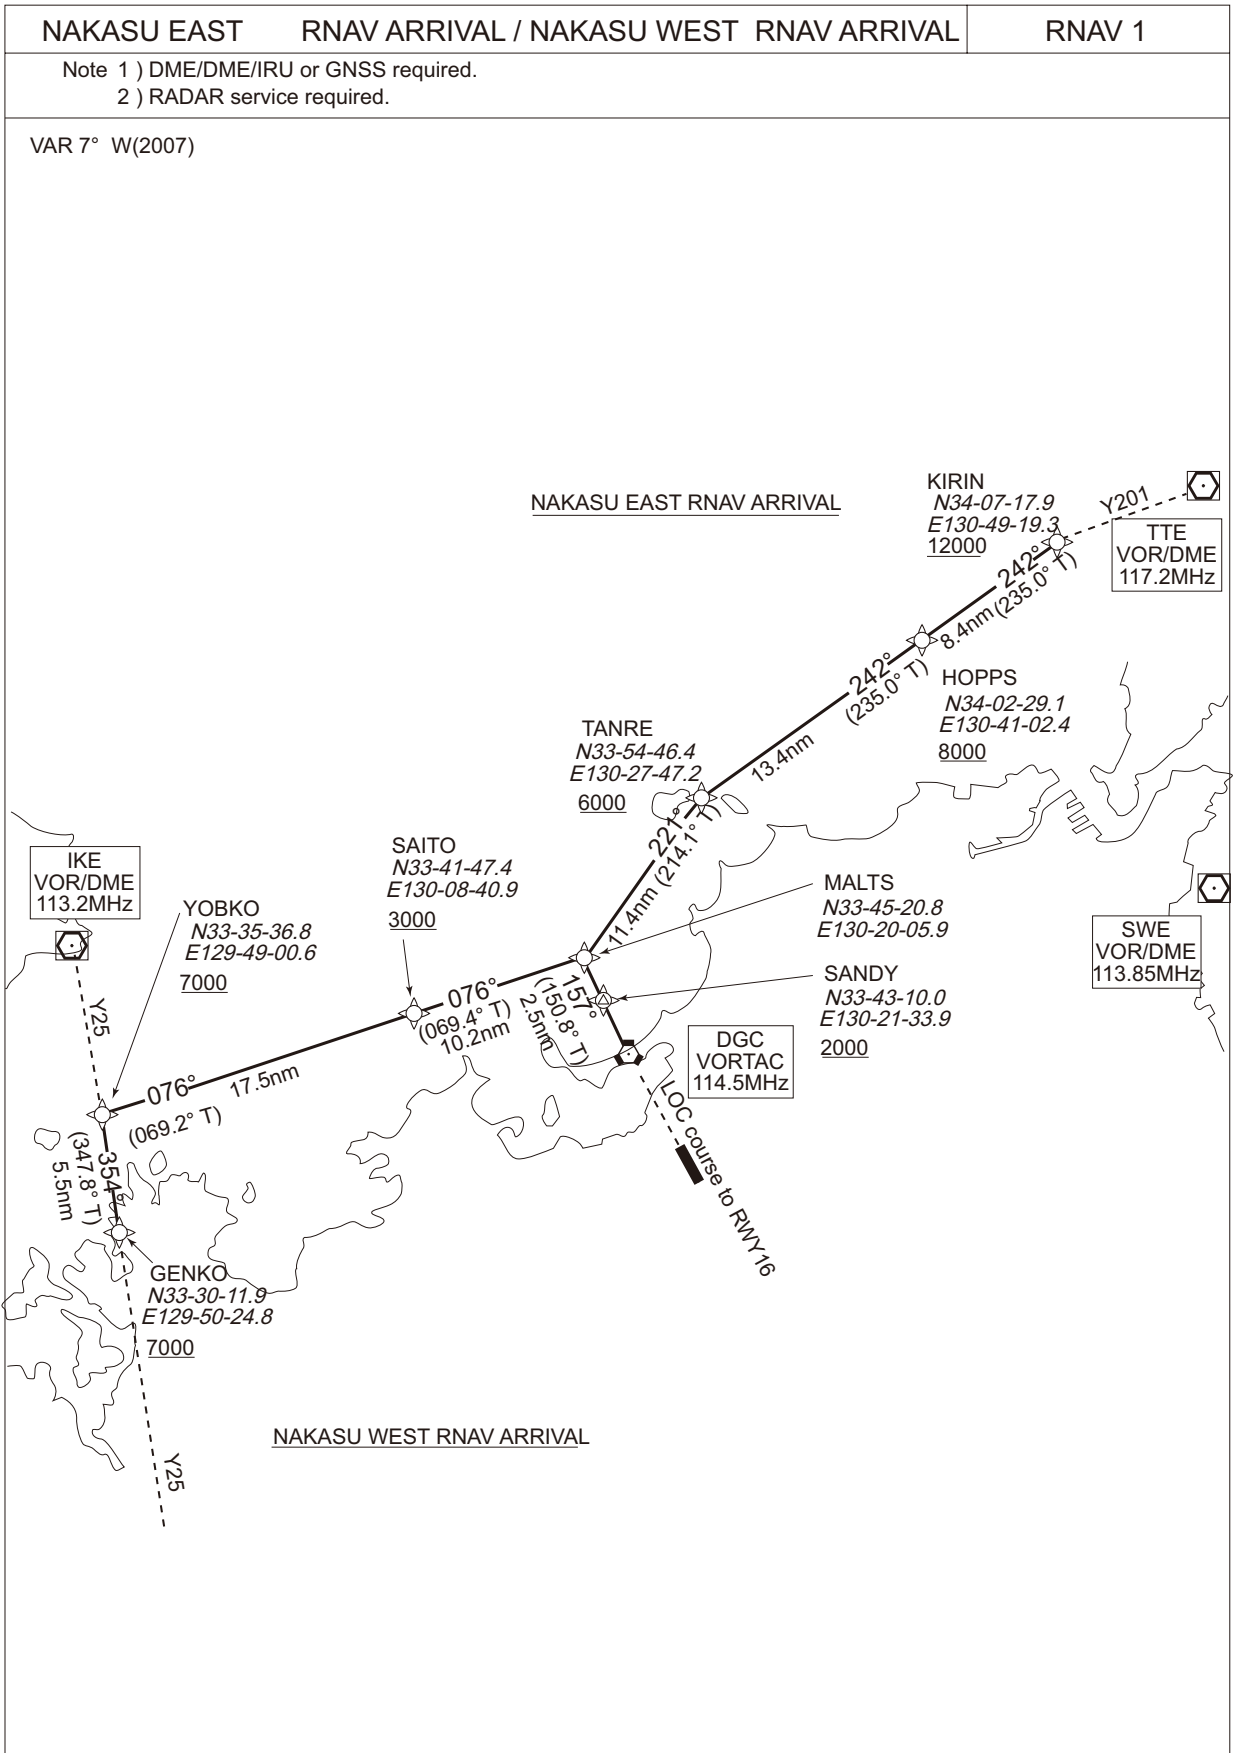 NAKASU EAST RNAV ARRIVAL / NAKASU WEST RNAV ARRIVAL
RNAV 1
Note 1 ) DME/DME/IRU or GNSS required.
2 ) RADAR service required.
VAR 7° W(2007)
NAKASU EAST RNAV ARRIVAL
KIRIN
N34-07-17.9
E130-49-19.3
12000
Y201
TTE
VOR/DME
117.2MHz
242°
(235.0° T)
8.4nm
HOPPS
N34-02-29.1
E130-41-02.4
8000
242°
(235.0° T)
13.4nm
TANRE
N33-54-46.4
E130-27-47.2
6000
221°
(214.1° T)
11.4nm
SAITO
N33-41-47.4
E130-08-40.9
3000
IKE
VOR/DME
113.2MHz
YOBKO
N33-35-36.8
E129-49-00.6
7000
MALTS
N33-45-20.8
E130-20-05.9
SWE
VOR/DME
113.85MHz
SANDY
N33-43-10.0
E130-21-33.9
2000
Y25
076°
(069.4° T)
10.2nm
157°
(150.8° T)
2.5nm
DGC
VORTAC
114.5MHz
076°
17.5nm
(069.2° T)
LOC course to RWY16
354°
(347.8° T)
5.5nm
GENKO
N33-30-11.9
E129-50-24.8
7000
NAKASU WEST RNAV ARRIVAL
Y25